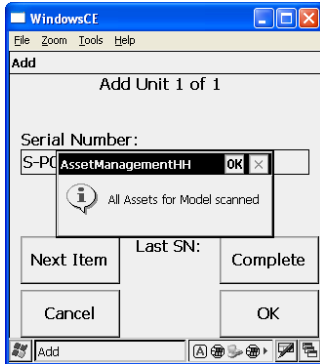 WindowsCE
File Zoom Tools Help
Add
Add Unit 1 of 1
Serial Number:
AssetManagementHH OK
All Assets for Model scanned
Last SN:
Next Item Complete
Cancel OK
Add